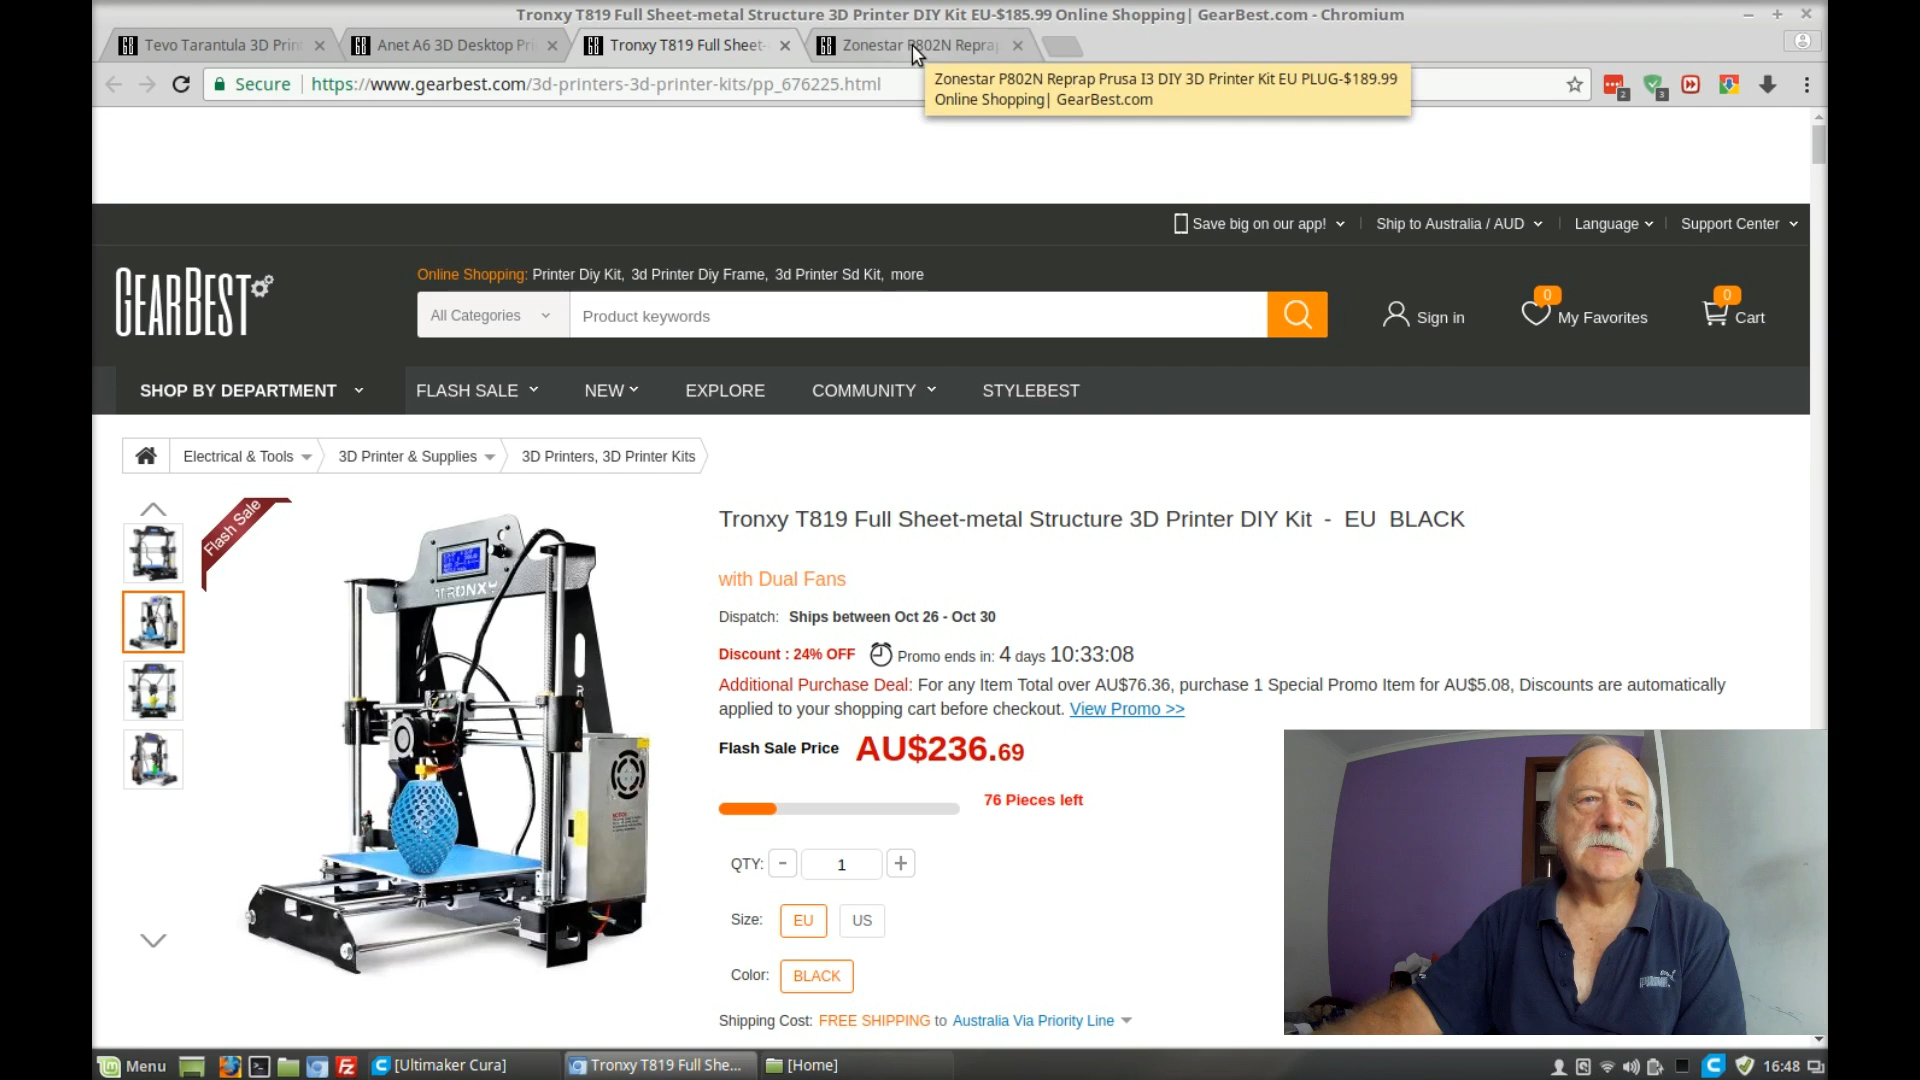 Tronxy T819 Full Sheet-metal Structure 3D Printer DIY Kit EU-$185.99 Online Shopping| GearBest.com - Chromium
Tevo Tarantula 3D Prin
Anet A6 3D Desktop Pri
Tronxy T819 Full Sheet-
Zonestar P802N Reprap
Secure
https://www.gearbest.com/3d-printers-3d-printer-kits/pp_676225.html
Zonestar P802N Reprap Prusa I3 DIY 3D Printer Kit EU PLUG-$189.99
Online Shopping| GearBest.com
2
3
Save big on our app!
Ship to Australia / AUD
Language
Support Center
GEARBEST
Online Shopping: Printer Diy Kit, 3d Printer Diy Frame, 3d Printer Sd Kit, more
All Categories
Product keywords
Sign in
0
My Favorites
0
Cart
SHOP BY DEPARTMENT
FLASH SALE
NEW
EXPLORE
COMMUNITY
STYLEBEST
Electrical & Tools
3D Printer & Supplies
3D Printers, 3D Printer Kits
Flash Sale
TRONXY
Tronxy T819 Full Sheet-metal Structure 3D Printer DIY Kit - EU BLACK
with Dual Fans
Dispatch: Ships between Oct 26 - Oct 30
Discount : 24% OFF Promo ends in: 4 days 10:33:08
Additional Purchase Deal: For any Item Total over AU$76.36, purchase 1 Special Promo Item for AU$5.08, Discounts are automatically
applied to your shopping cart before checkout. View Promo >>
Flash Sale Price AU$236.69
76 Pieces left
QTY: - 1 +
Size: EU US
Color: BLACK
Shipping Cost: FREE SHIPPING to Australia Via Priority Line
Menu
[Ultimaker Cura]
Tronxy T819 Full She...
[Home]
16:48